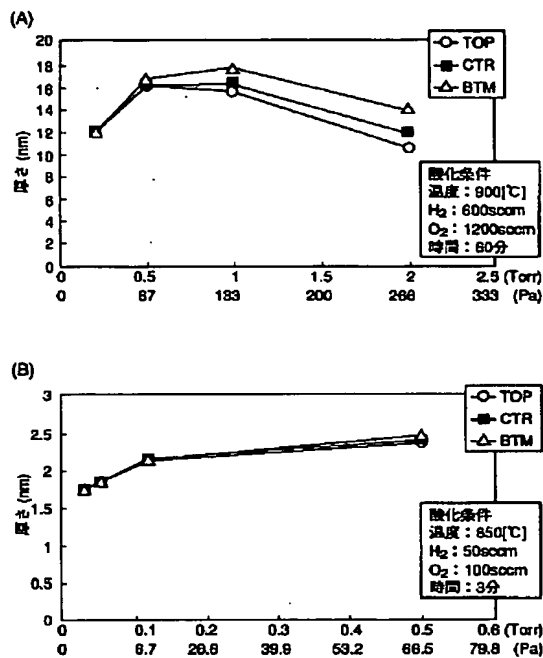 (A)
TOP
CTR
BTM
20
18
16
14
12
10
8
6
4
2
0
厚さ (nm)
酸化条件
温度：900[℃]
H2：600sccm
O2：1200sccm
時間：60分
0 0.5 1 1.5 2 2.5 (Torr)
0 67 133 200 266 333 (Pa)
(B)
TOP
CTR
BTM
3
2.5
2
1.5
1
0.5
0
厚さ (nm)
酸化条件
温度：850[℃]
H2：50sccm
O2：100sccm
時間：3分
0 0.1 0.2 0.3 0.4 0.5 0.6 (Torr)
0 6.7 26.6 39.9 53.2 66.5 79.8 (Pa)